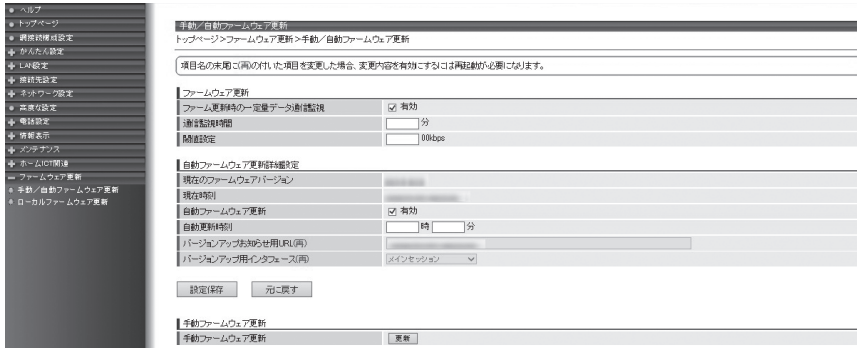 ヘルプ
トップページ
網接続構成設定
かんたん設定
LAN設定
接続先設定
ネットワーク設定
高度な設定
電話設定
情報表示
メンテナンス
ホームIOT関連
ファームウェア更新
手動／自動ファームウェア更新
ローカルファームウェア更新
手動／自動ファームウェア更新
トップページ>ファームウェア更新>手動／自動ファームウェア更新
項目名の末尾に(再)の付いた項目を変更した場合、変更内容を有効にするには再起動が必要になります。
ファームウェア更新
ファーム更新時の一定量データ通信監視 有効
通信監視時間 分
閾値設定 00kbps
自動ファームウェア更新詳細設定
現在のファームウェアバージョン
現在時刻
自動ファームウェア更新 有効
自動更新時刻 時 分
バージョンアップお知らせ用URL(再)
バージョンアップ用インタフェース(再) メインセッション
設定保存 元に戻す
手動ファームウェア更新
手動ファームウェア更新 更新